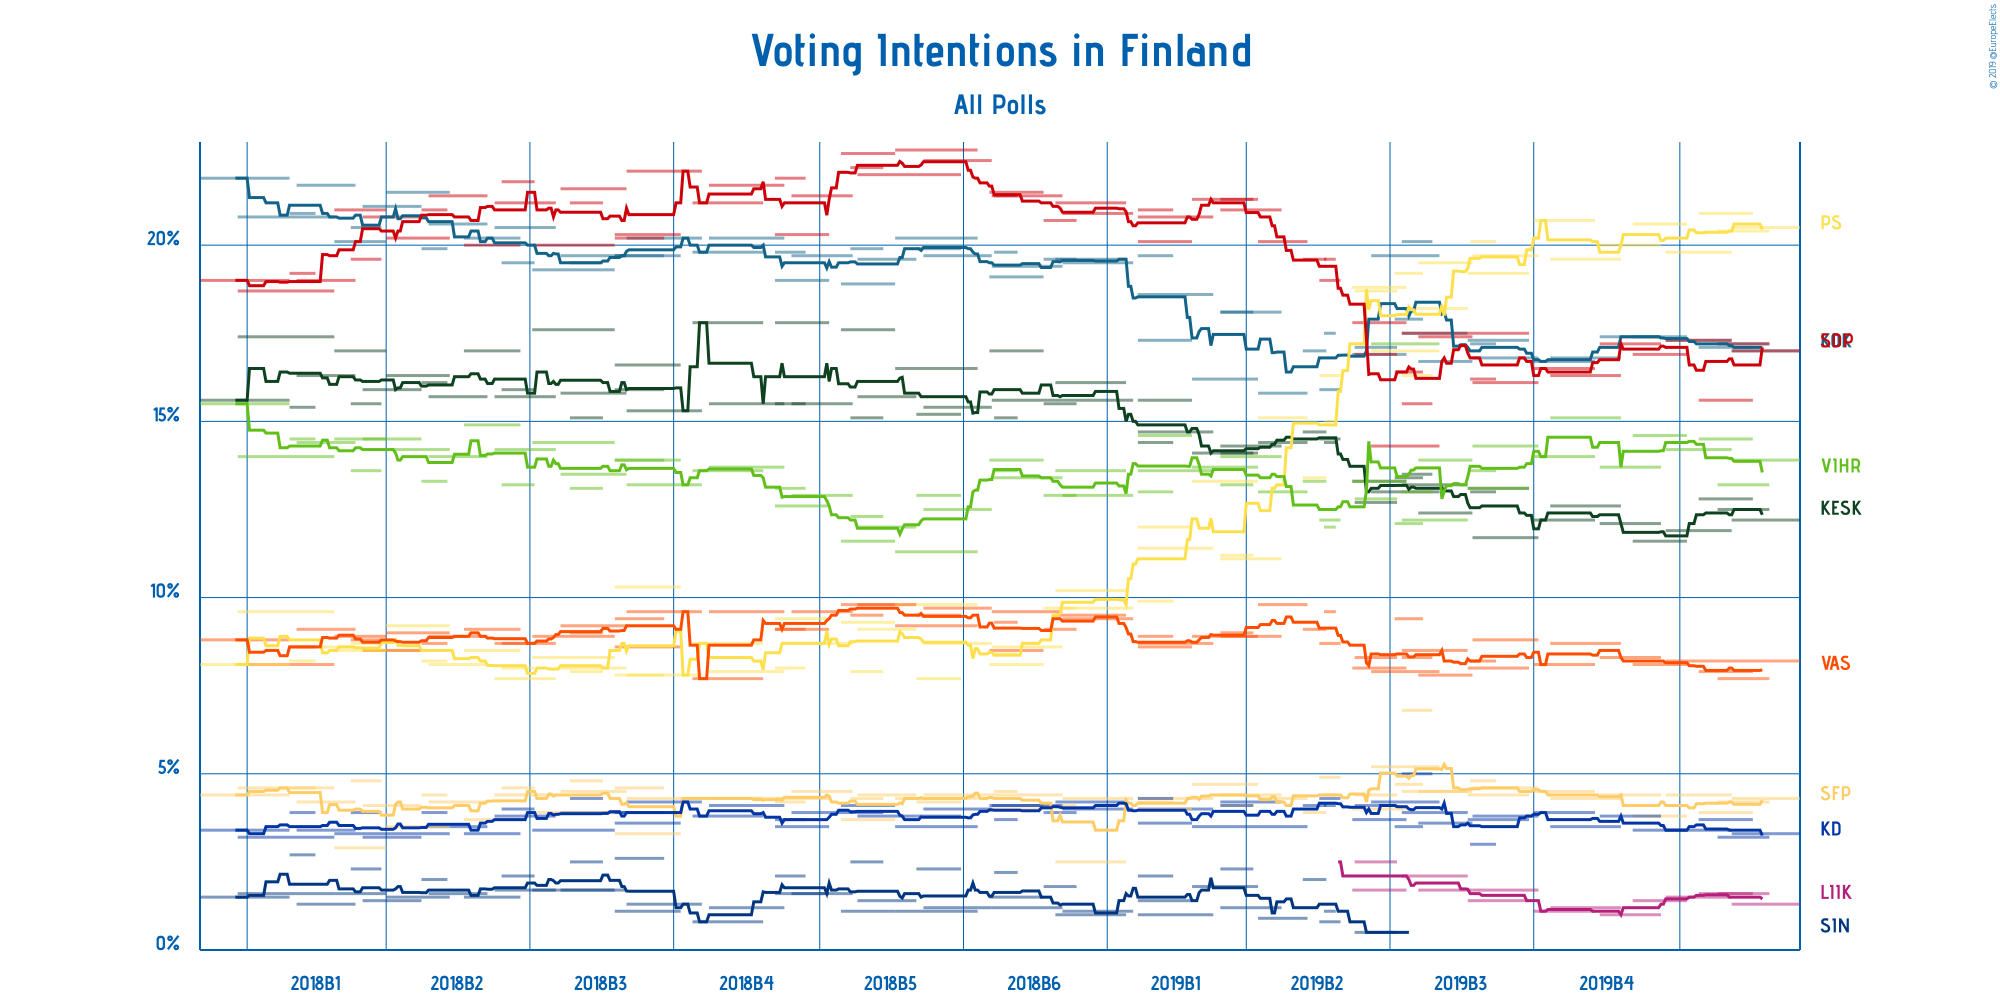 Voting Intentions in Finland
© 2019 @EuropeElects
All Polls
20%
15%
10%
5%
0%
PS
SDP
VIHR
KESK
VAS
SFP
KD
LIIK
SIN
2018B1 2018B2 2018B3 2018B4 2018B5 2018B6 2019B1 2019B2 2019B3 2019B4